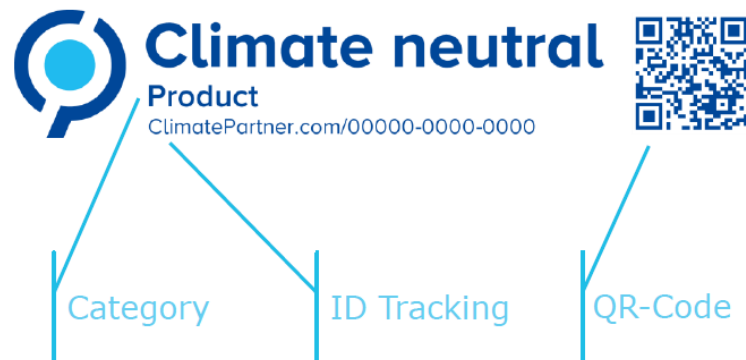 Climate neutral
Product
ClimatePartner.com/00000-0000-0000
Category
ID Tracking
QR-Code